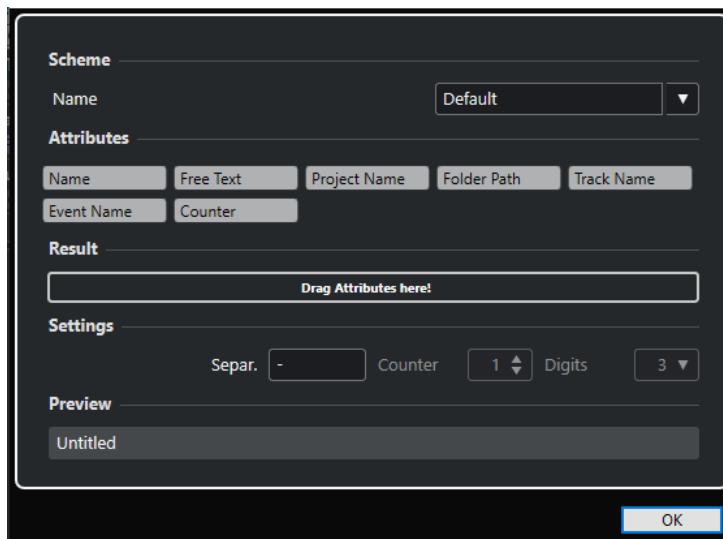 Scheme
Name Default
Attributes
Name Free Text Project Name Folder Path Track Name
Event Name Counter
Result
Drag Attributes here!
Settings
Separ. - Counter 1 Digits 3
Preview
Untitled
OK